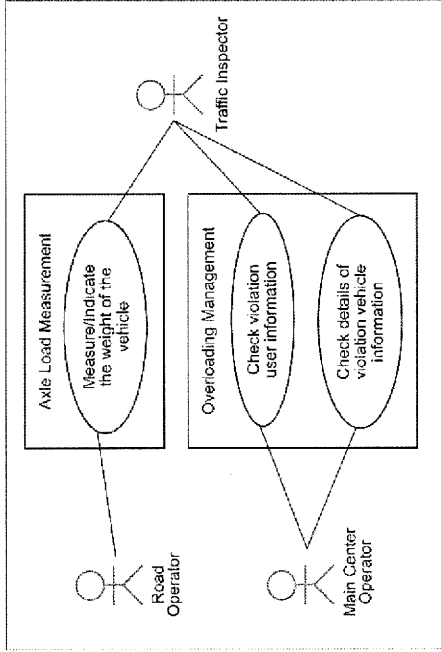 Axle Load Measurement
Measure/Indicate
the weight of the
vehicle
Overloading Management
Check violation
user information
Check details of
violation vehicle
information
Road
Operator
Main Center
Operator
Traffic Inspector